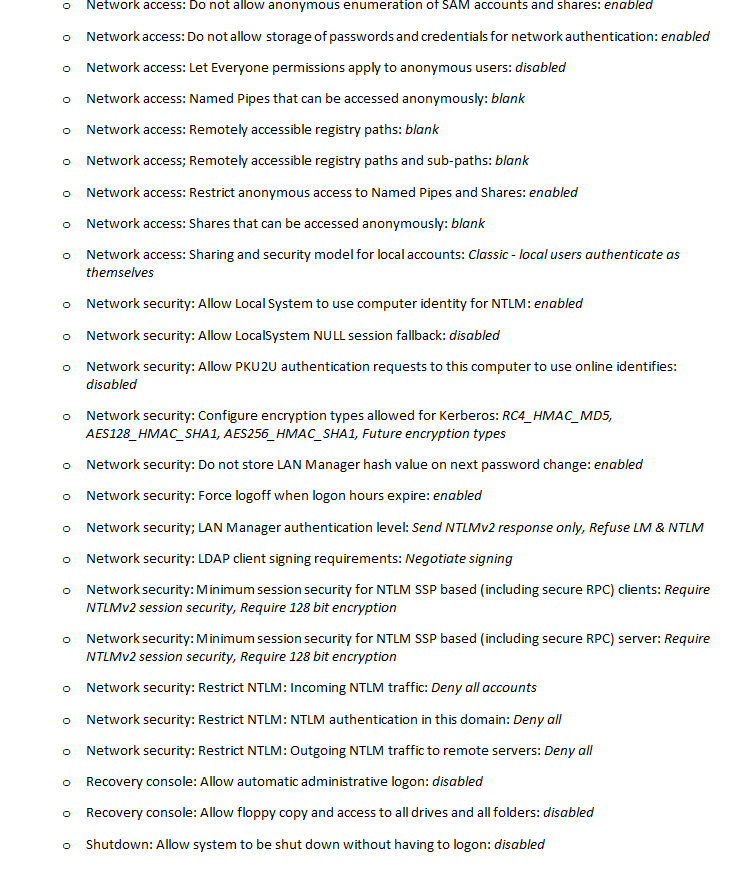 o Network access: Do not allow anonymous enumeration of SAM accounts and shares: enabled
o Network access: Do not allow storage of passwords and credentials for network authentication: enabled
o Network access: Let Everyone permissions apply to anonymous users: disabled
o Network access: Named Pipes that can be accessed anonymously: blank
o Network access: Remotely accessible registry paths: blank
o Network access; Remotely accessible registry paths and sub-paths: blank
o Network access: Restrict anonymous access to Named Pipes and Shares: enabled
o Network access: Shares that can be accessed anonymously: blank
o Network access: Sharing and security model for local accounts: Classic - local users authenticate as
themselves
o Network security: Allow Local System to use computer identity for NTLM: enabled
o Network security: Allow LocalSystem NULL session fallback: disabled
o Network security: Allow PKU2U authentication requests to this computer to use online identifies:
disabled
o Network security: Configure encryption types allowed for Kerberos: RC4_HMAC_MD5,
AES128_HMAC_SHA1, AES256_HMAC_SHA1, Future encryption types
o Network security: Do not store LAN Manager hash value on next password change: enabled
o Network security: Force logoff when logon hours expire: enabled
o Network security; LAN Manager authentication level: Send NTLMv2 response only, Refuse LM & NTLM
o Network security: LDAP client signing requirements: Negotiate signing
o Network security: Minimum session security for NTLM SSP based (including secure RPC) clients: Require
NTLMv2 session security, Require 128 bit encryption
o Network security: Minimum session security for NTLM SSP based (including secure RPC) server: Require
NTLMv2 session security, Require 128 bit encryption
o Network security: Restrict NTLM: Incoming NTLM traffic: Deny all accounts
o Network security: Restrict NTLM: NTLM authentication in this domain: Deny all
o Network security: Restrict NTLM: Outgoing NTLM traffic to remote servers: Deny all
o Recovery console: Allow automatic administrative logon: disabled
o Recovery console: Allow floppy copy and access to all drives and all folders: disabled
o Shutdown: Allow system to be shut down without having to logon: disabled